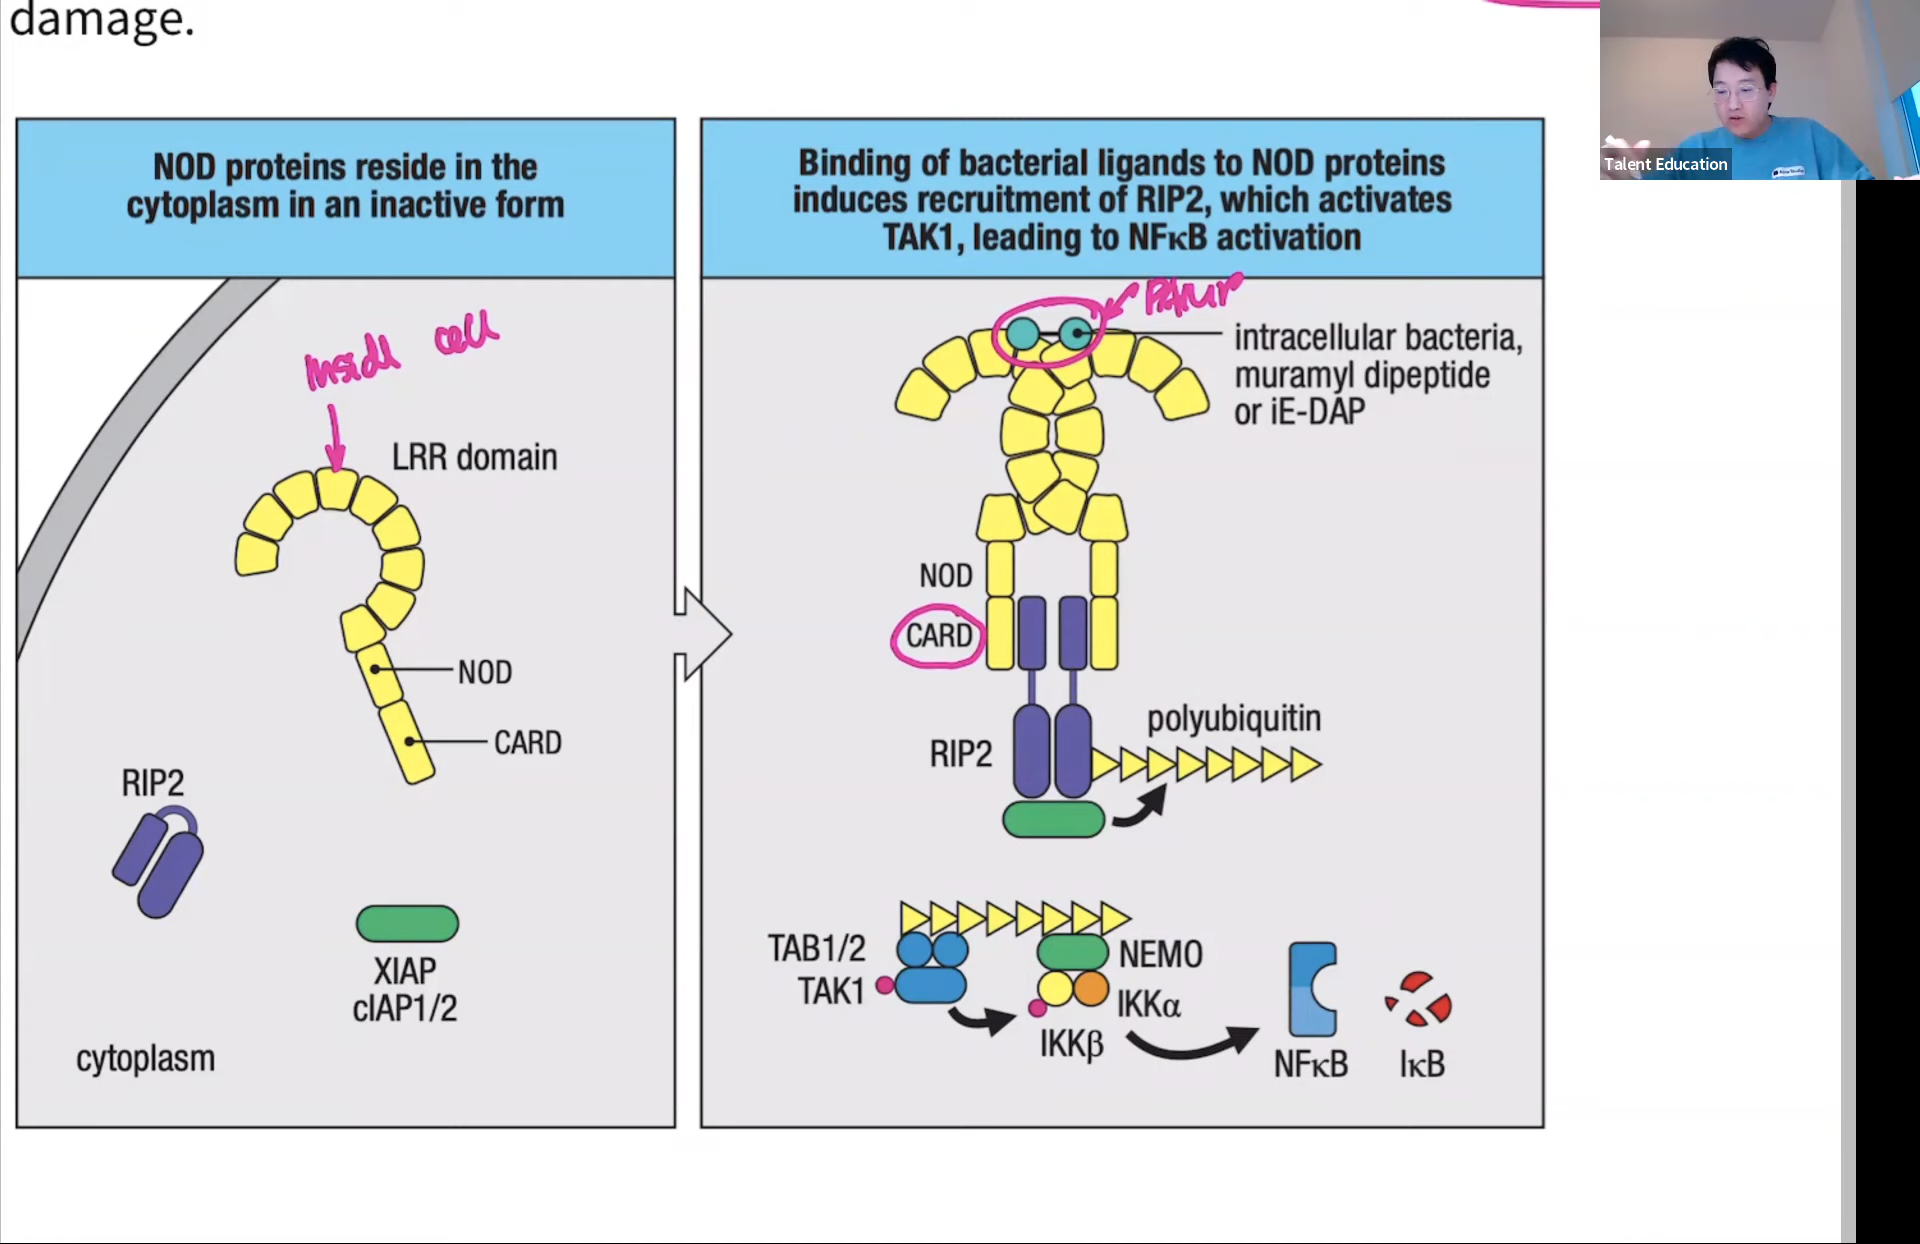 damage.
Talent Education
NOD proteins reside in the
cytoplasm in an inactive form
inside cell
LRR domain
NOD
CARD
RIP2
XIAP
cIAP1/2
cytoplasm
Binding of bacterial ligands to NOD proteins
induces recruitment of RIP2, which activates
TAK1, leading to NFκB activation
PAMP
intracellular bacteria,
muramyl dipeptide
or iE-DAP
NOD
CARD
RIP2
polyubiquitin
TAB1/2
TAK1
NEMO
IKKα
IKKβ
NFκB
IκB